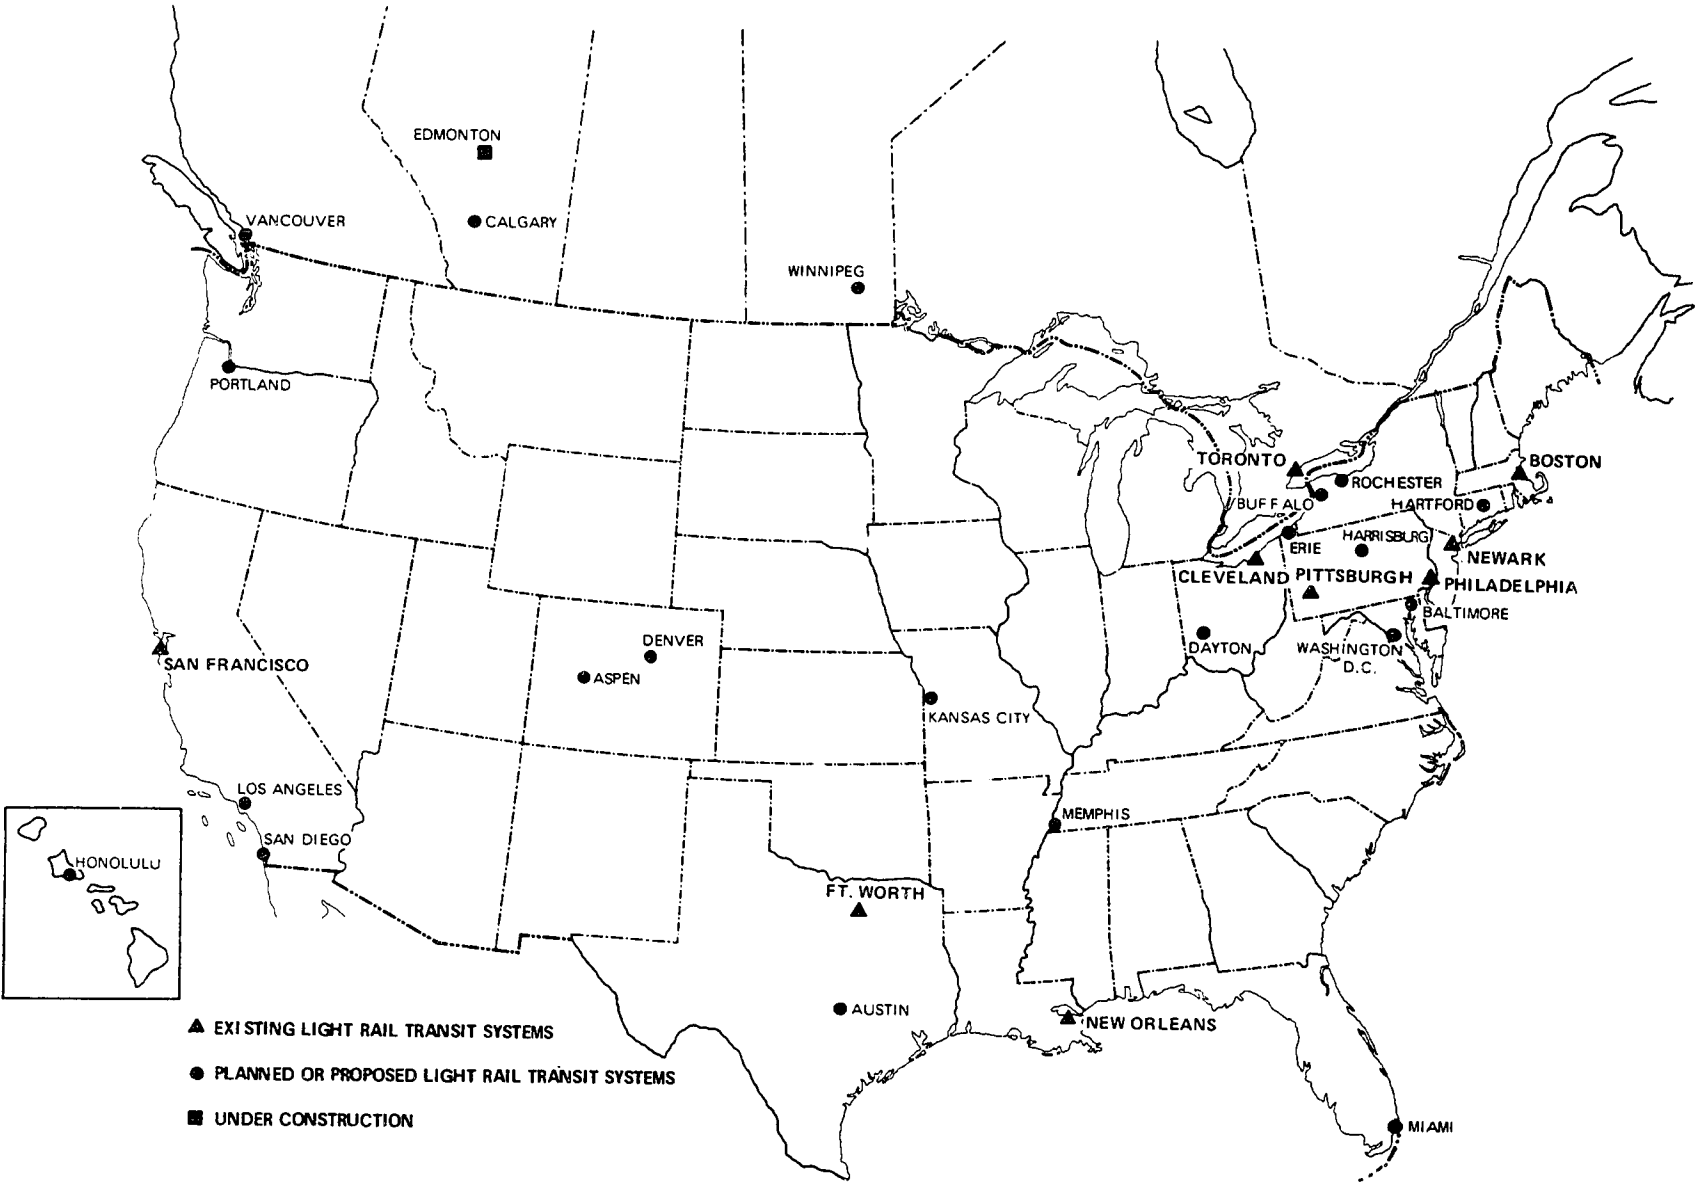 EDMONTON
VANCOUVER
CALGARY
WINNIPEG
PORTLAND
TORONTO
BOSTON
ROCHESTER
BUFFALO
HARTFORD
ERIE
HARRISBURG
NEWARK
CLEVELAND
PITTSBURGH
PHILADELPHIA
BALTIMORE
DENVER
DAYTON
WASHINGTON
D.C.
SAN FRANCISCO
ASPEN
KANSAS CITY
LOS ANGELES
MEMPHIS
SAN DIEGO
HONOLULU
FT. WORTH
AUSTIN
NEW ORLEANS
EXISTING LIGHT RAIL TRANSIT SYSTEMS
PLANNED OR PROPOSED LIGHT RAIL TRANSIT SYSTEMS
UNDER CONSTRUCTION
MIAMI